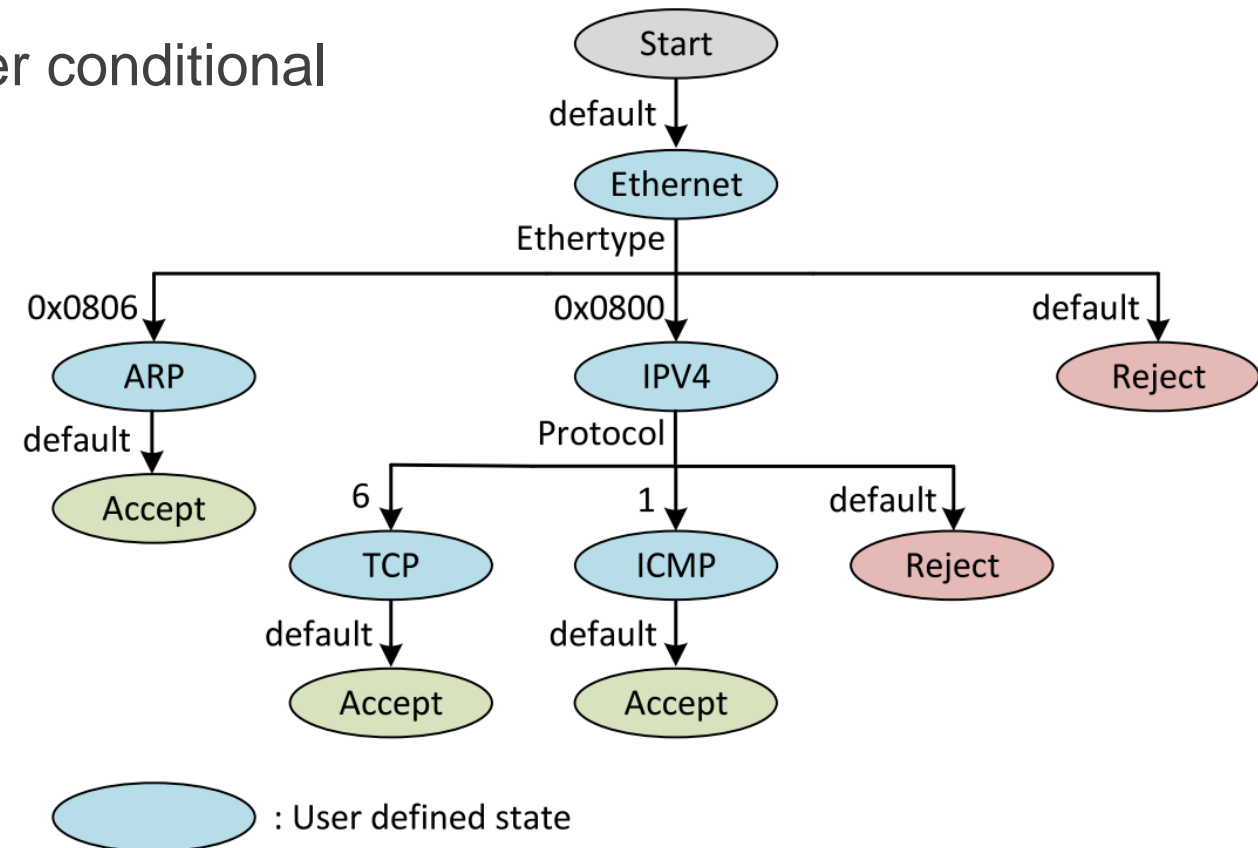 er conditional
Start
default
Ethernet
Ethertype
0x0806
0x0800
default
ARP
IPV4
Reject
default
Protocol
Accept
6
1
default
TCP
ICMP
Reject
default
default
Accept
Accept
: User defined state